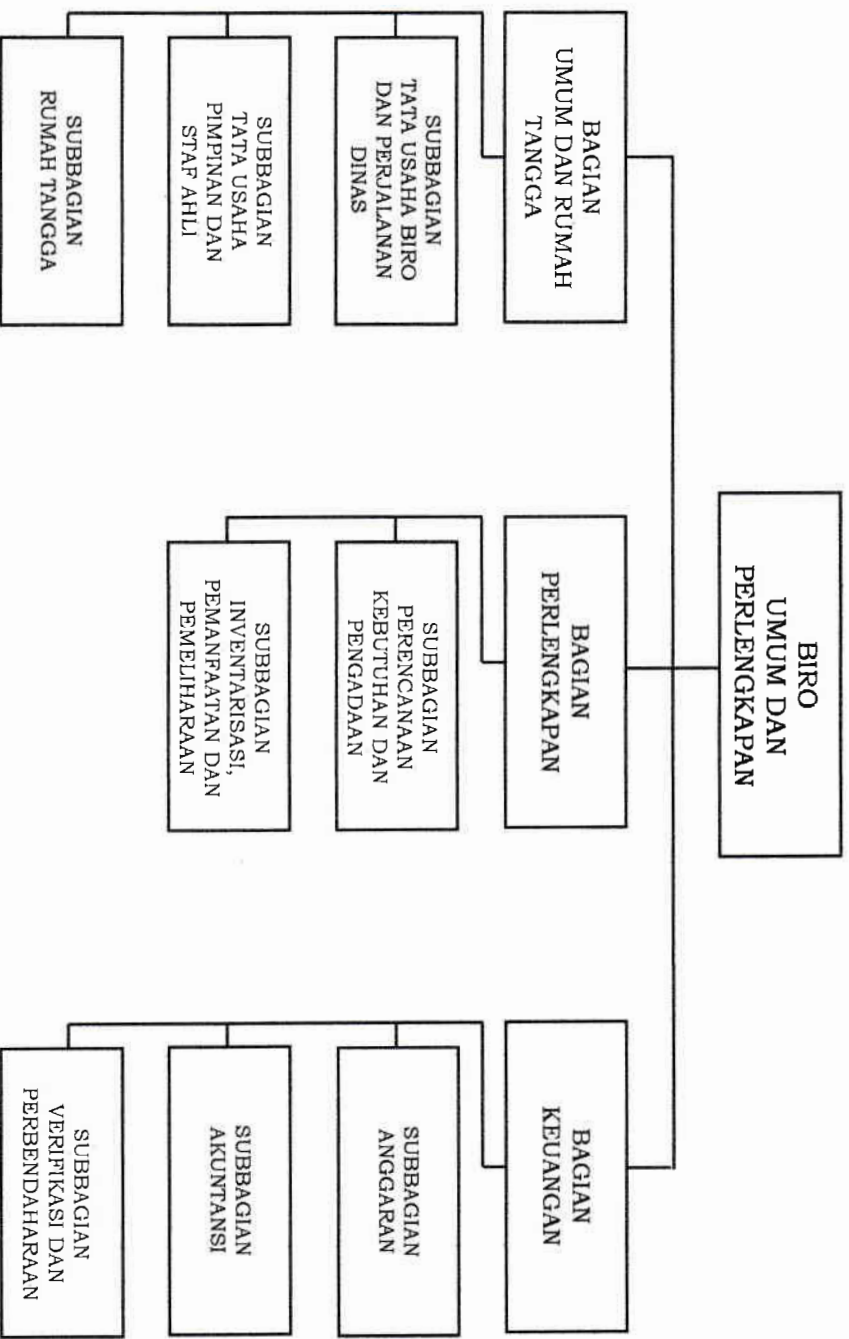 BIRO
UMUM DAN
PERLENGKAPAN
BAGIAN
UMUM DAN RUMAH
TANGGA
SUBBAGIAN
TATA USAHA BIRO
DAN PERJALANAN
DINAS
SUBBAGIAN
TATA USAHA
PIMPINAN DAN
STAF AHLI
SUBBAGIAN
RUMAH TANGGA
BAGIAN
PERLENGKAPAN
SUBBAGIAN
PERENCANAAN
KEBUTUHAN DAN
PENGADAAN
SUBBAGIAN
INVENTARISASI,
PEMANFAATAN DAN
PEMELIHARAAN
BAGIAN
KEUANGAN
SUBBAGIAN
ANGGARAN
SUBBAGIAN
AKUNTANSI
SUBBAGIAN
VERIFIKASI DAN
PERBENDAHARAAN